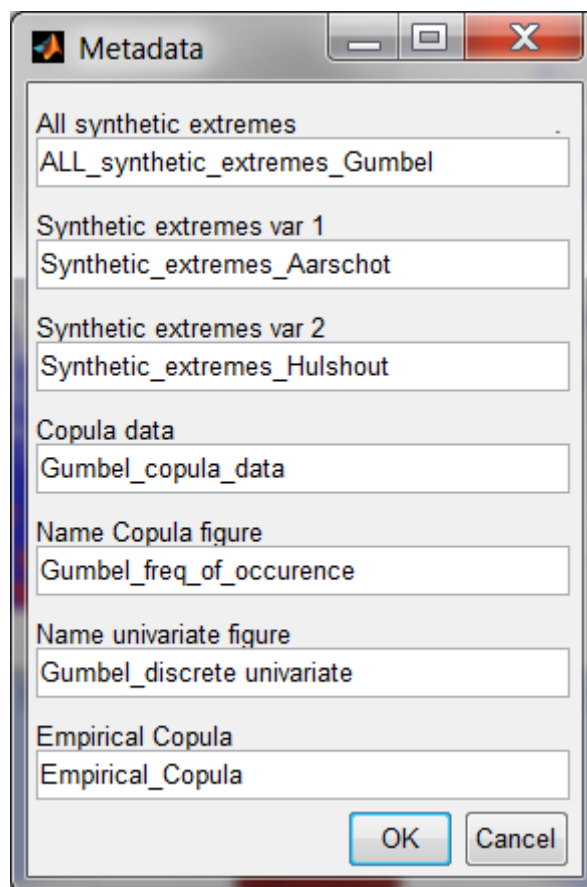 Metadata
All synthetic extremes
ALL_synthetic_extremes_Gumbel
Synthetic extremes var 1
Synthetic_extremes_Aarschot
Synthetic extremes var 2
Synthetic_extremes_Hulshout
Copula data
Gumbel_copula_data
Name Copula figure
Gumbel_freq_of_occurence
Name univariate figure
Gumbel_discrete univariate
Empirical Copula
Empirical_Copula
OK Cancel